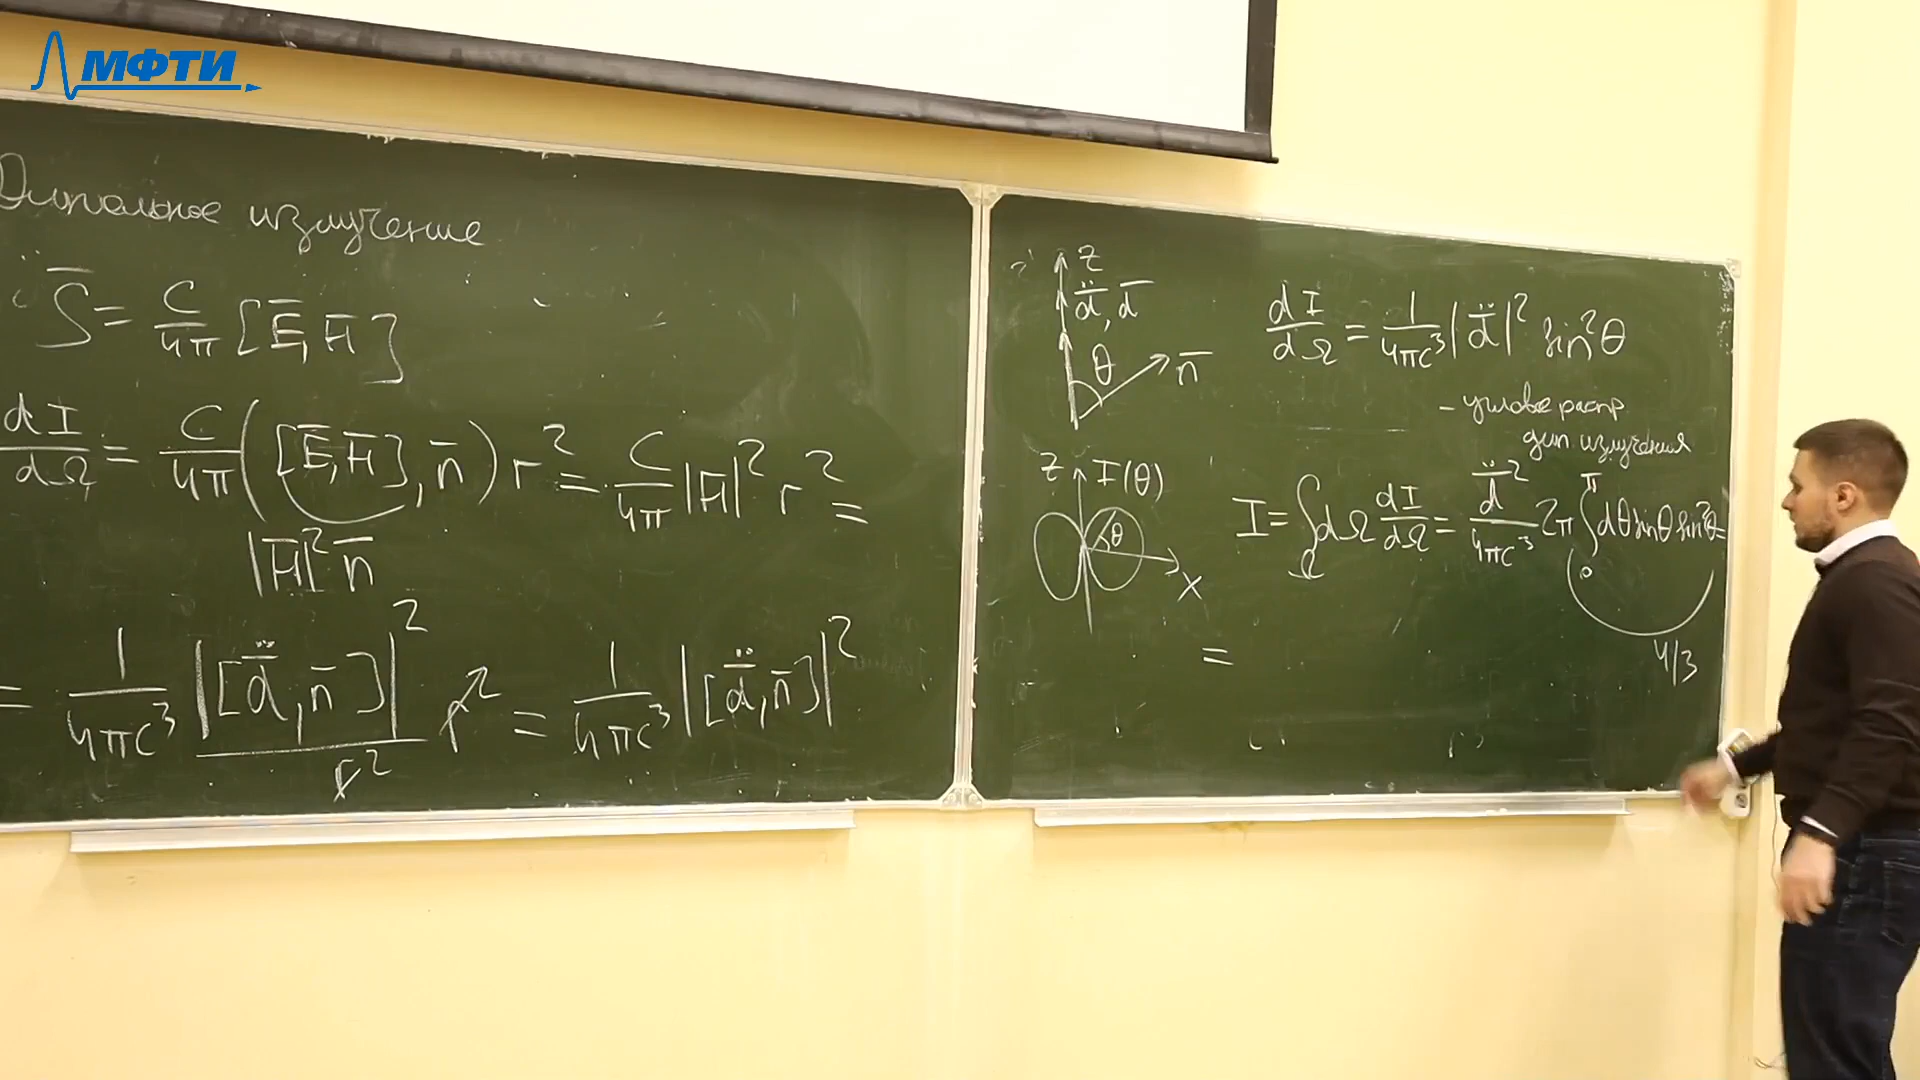 МФТИ
Дипольное излучение
S̄ = c/4π [Ē, H̄]
dI/dΩ = c/4π ([Ē, H̄], n̄) r² = c/4π |H̄|² r² =
|H̄|² n̄
= 1/4πc³ |[d̄̈, n̄]|²/r² r² = 1/4πc³ |[d̄̈, n̄]|²
z
d̄̈, d̄
θ
n̄
dI/dΩ = 1/4πc³ |d̄̈|² sin²θ
– угловое распр
дип излучения
z I(θ)
θ
x
I = ∫_Ω dΩ dI/dΩ = d̄̈²/4πc³ 2π ∫₀^π dθ sinθ sin²θ =
4/3
=